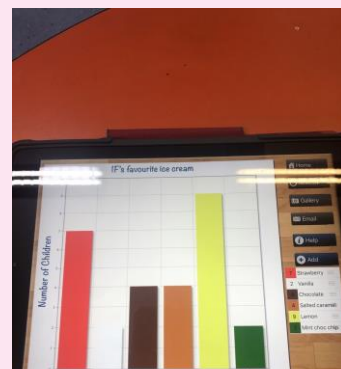 1F's favourite ice cream
Number of Children
Home
Gallery
Email
Help
Add
Strawberry
2 Vanilla
Chocolate
Salted caramel
Lemon
Mint choc chip